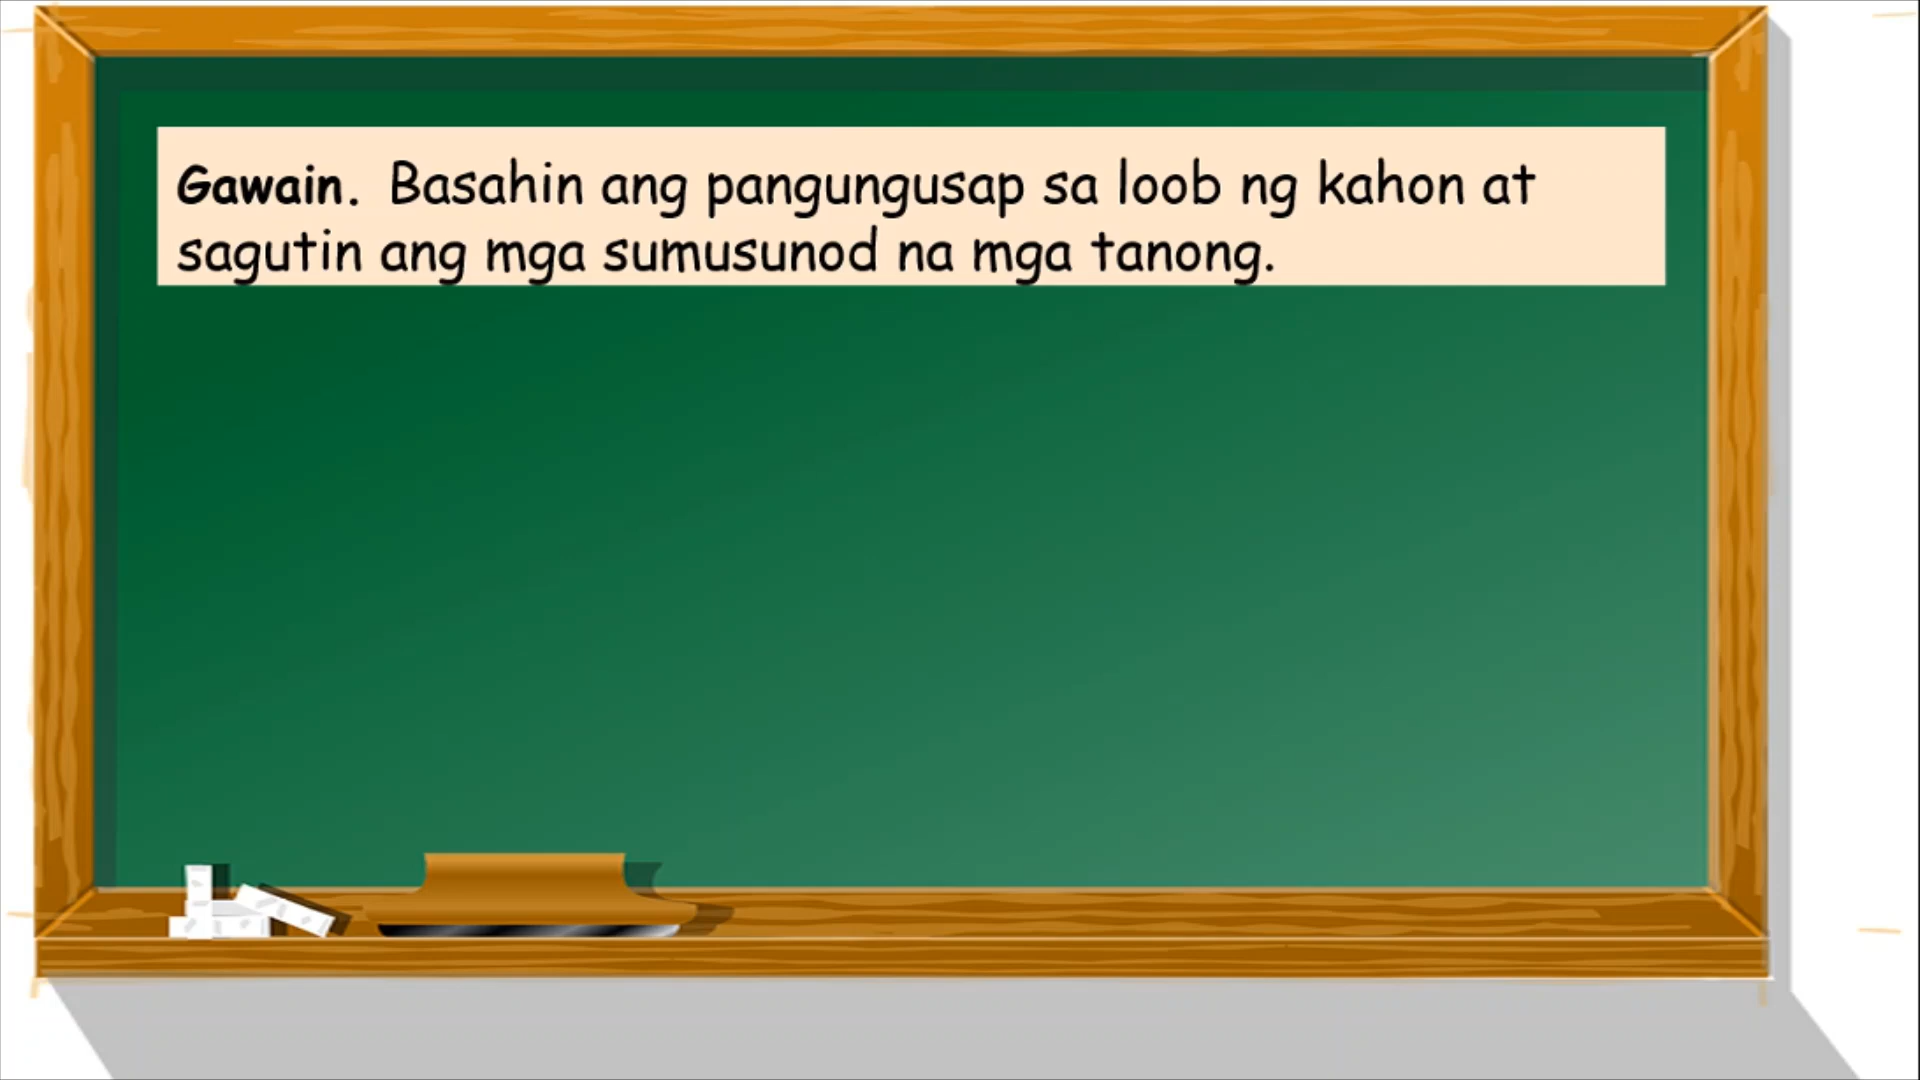 Gawain. Basahin ang pangungusap sa loob ng kahon at
sagutin ang mga sumusunod na mga tanong.